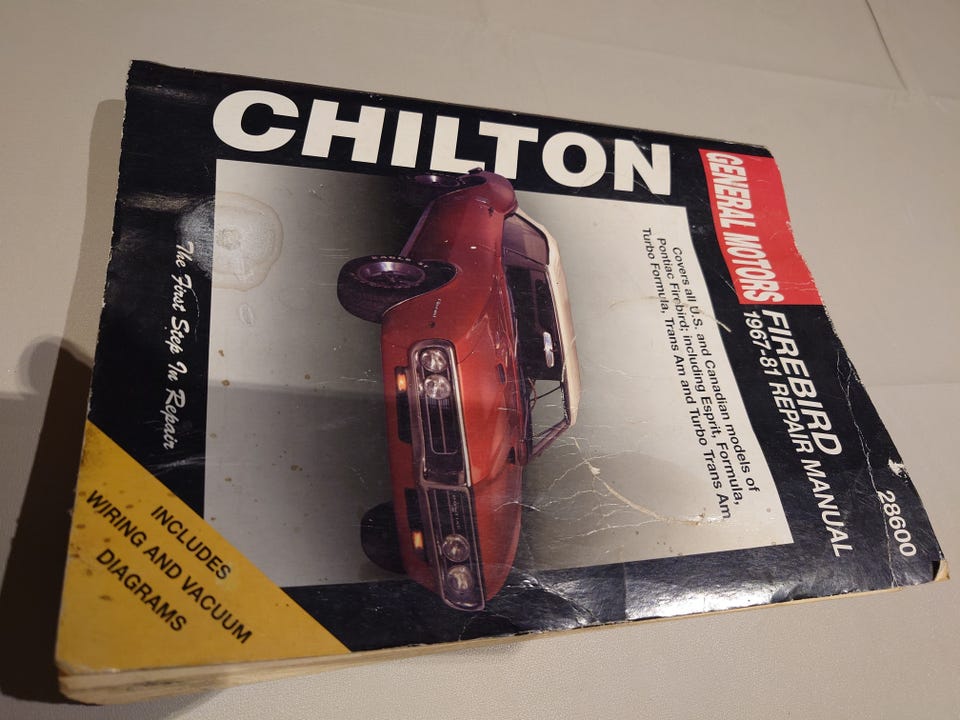 CHILTON
GENERAL MOTORS
FIREBIRD
1967-81 REPAIR MANUAL
28600
Covers all U.S. and Canadian models of
Pontiac Firebird; including Esprit, Formula,
Turbo Formula, Trans Am and Turbo Trans Am
EAGLE
The First Step In Repair
INCLUDES
WIRING AND VACUUM
DIAGRAMS